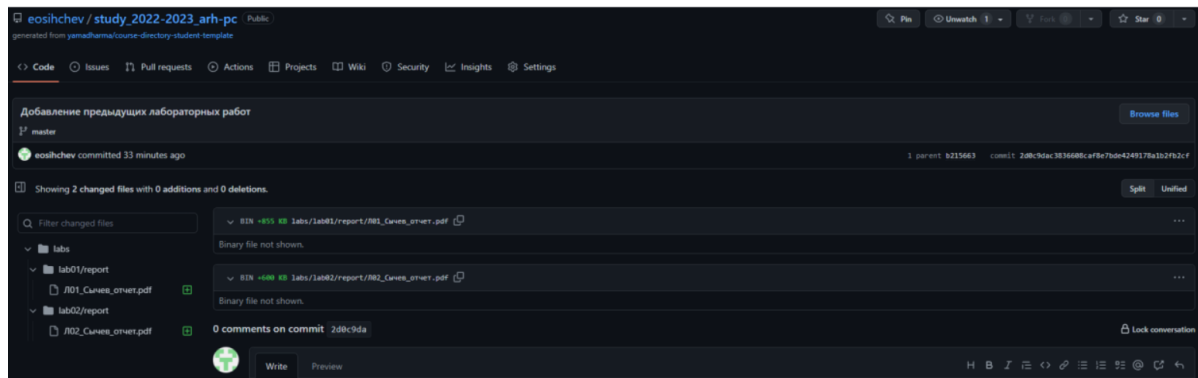 eosihchev / study_2022-2023_arh-pc Public
Pin Unwatch 1 Fork 0 Star 0
generated from yamadharma/course-directory-student-template
Code Issues Pull requests Actions Projects Wiki Security Insights Settings
Добавление предыдущих лабораторных работ
Browse files
master
eosihchev committed 33 minutes ago
1 parent b215663 commit 2d0c9dac3836608caf8e7bde4249178a1b2fb2cf
Showing 2 changed files with 0 additions and 0 deletions.
Split Unified
Filter changed files
labs
lab01/report
Л01_Сычев_отчет.pdf
lab02/report
Л02_Сычев_отчет.pdf
BIN +855 KB labs/lab01/report/Л01_Сычев_отчет.pdf
Binary file not shown.
BIN +600 KB labs/lab02/report/Л02_Сычев_отчет.pdf
Binary file not shown.
0 comments on commit 2d0c9da
Lock conversation
Write Preview